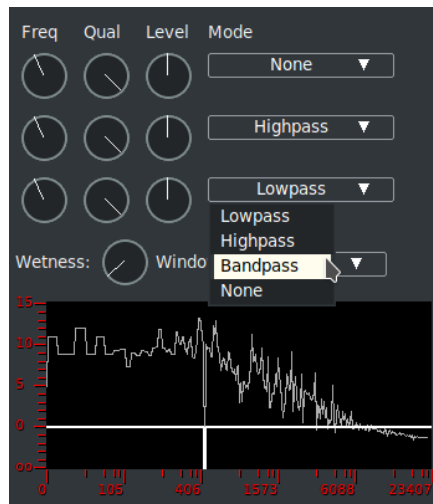 Freq Qual Level Mode
None
Highpass
Lowpass
Lowpass
Highpass
Bandpass
None
Wetness: Windo
15
10
5
0
oo
0 105 406 1573 6088 23407